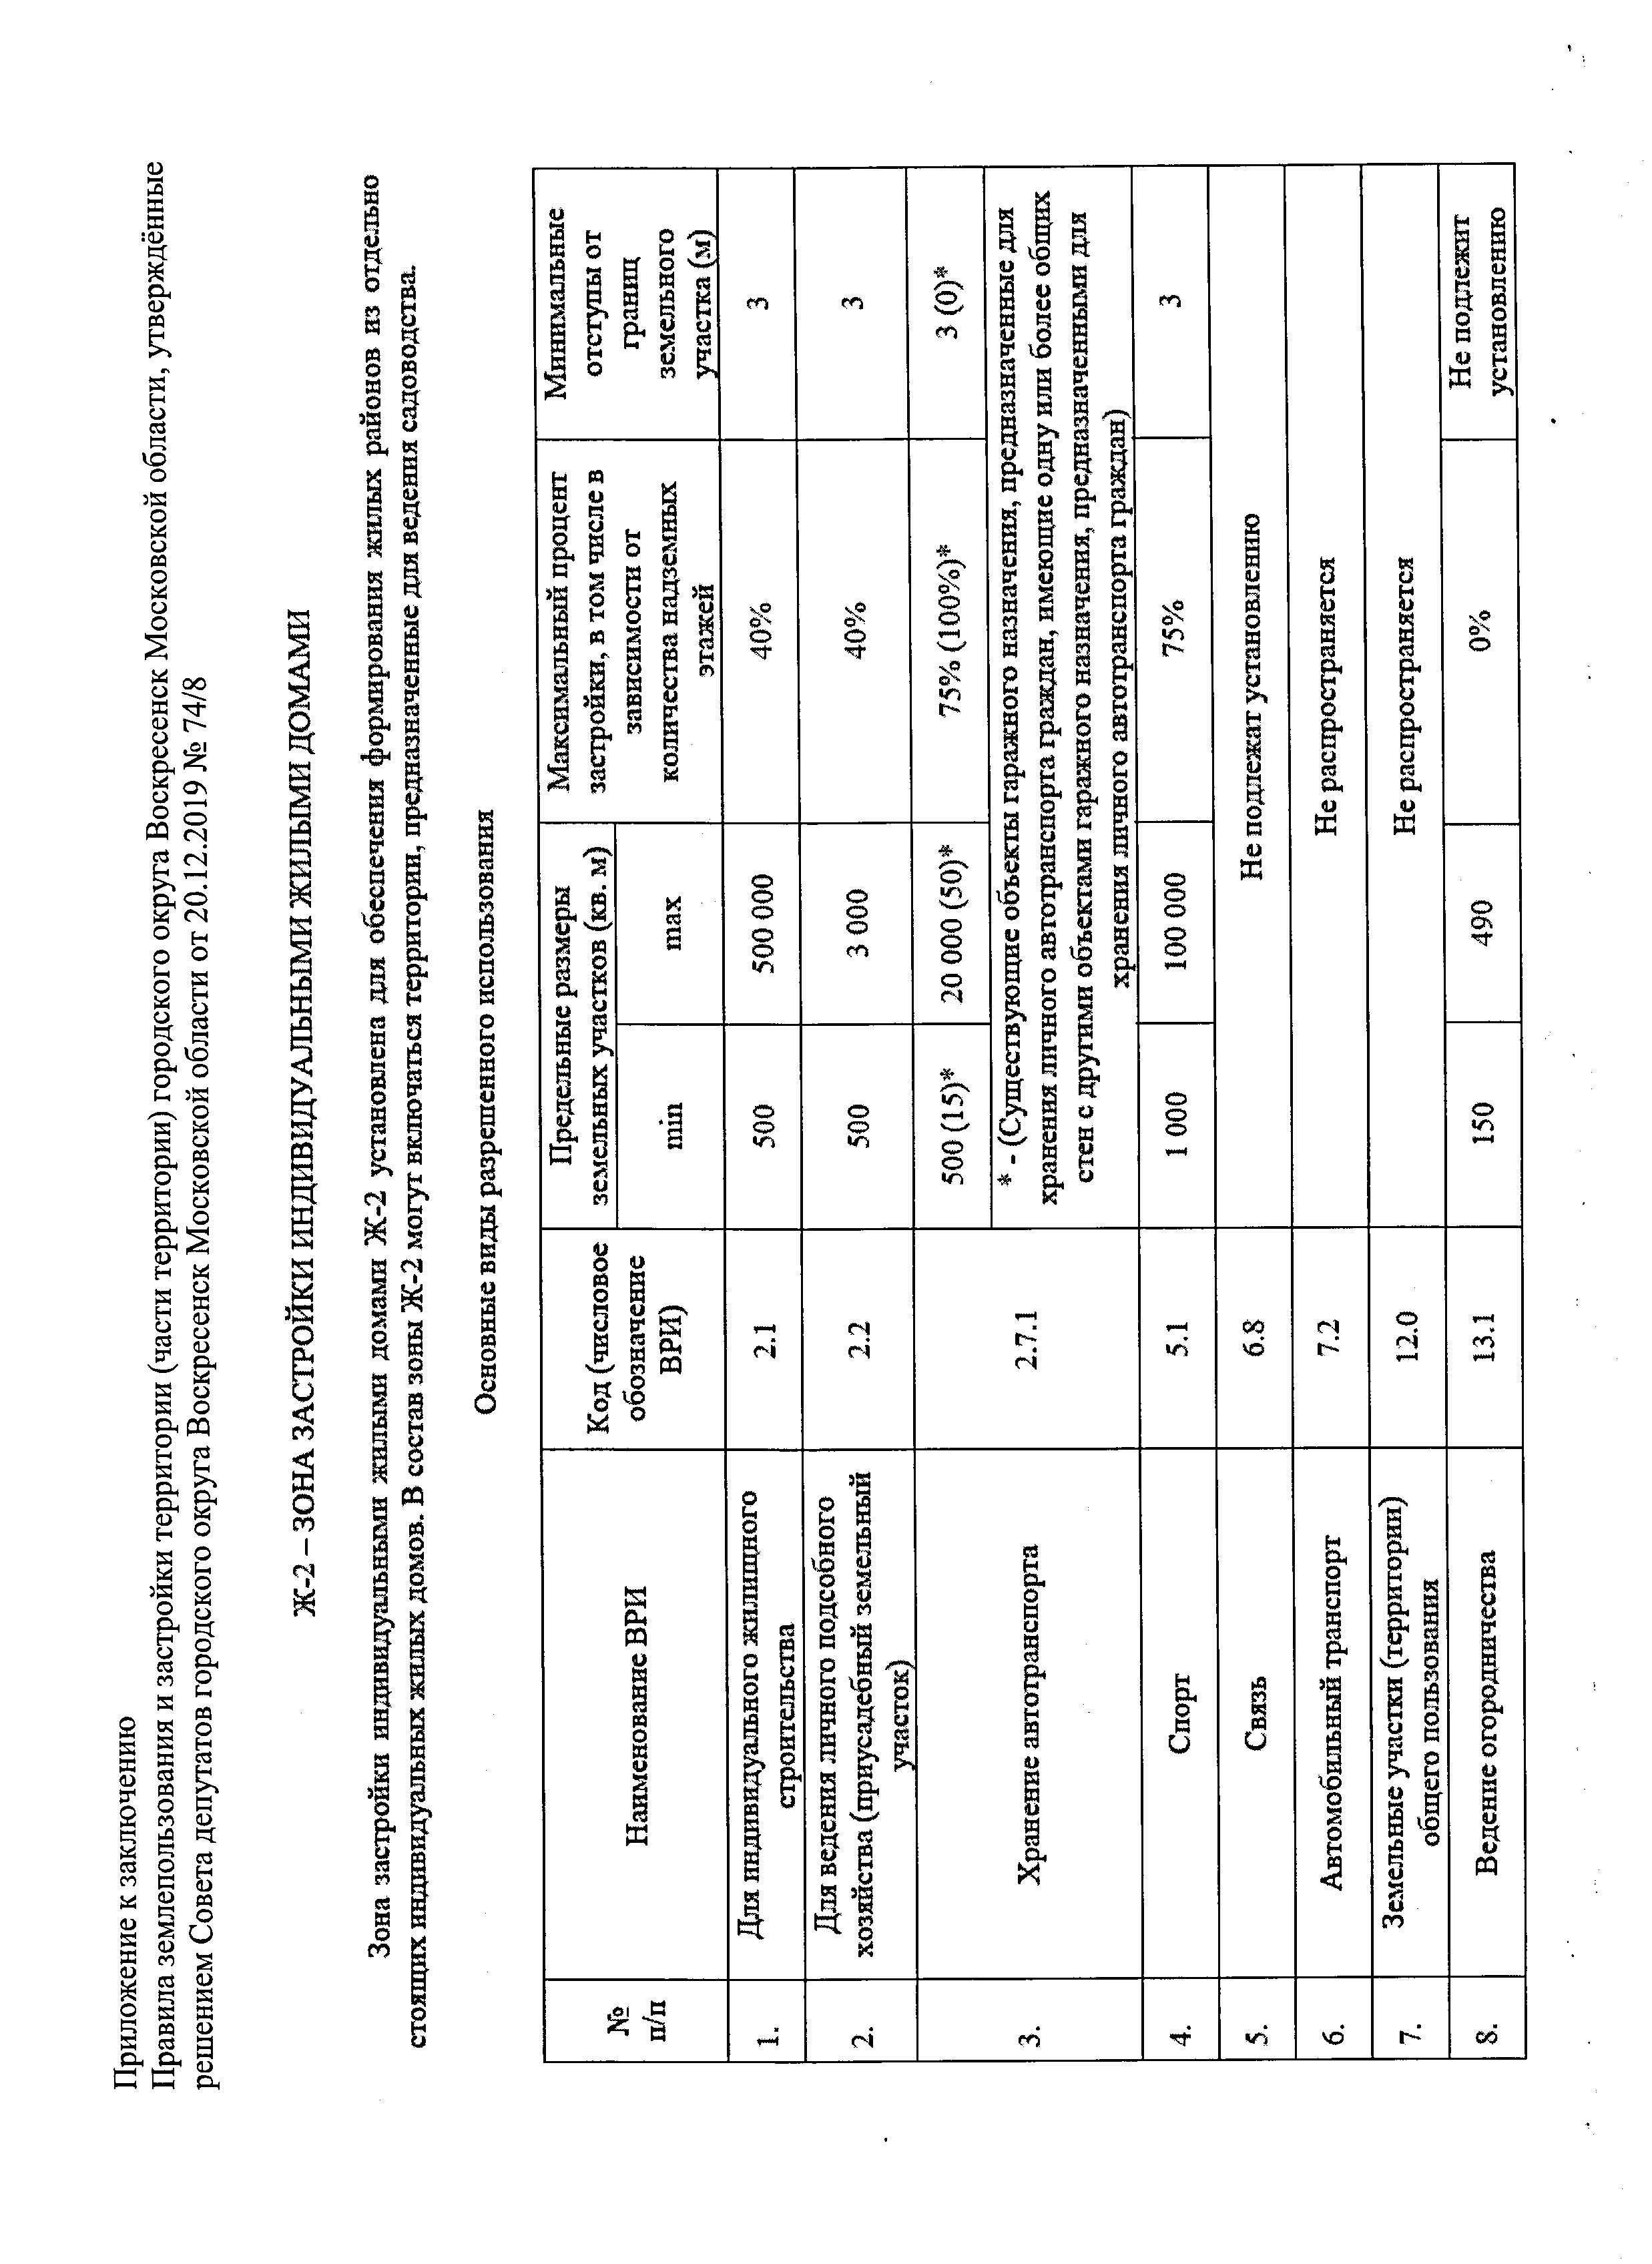 Приложение к заключению
Правила землепользования и застройки территории (части территории) городского округа Воскресенск Московской области, утверждённые
решением Совета депутатов городского округа Воскресенск Московской области от 20.12.2019 № 74/8
Ж-2 – ЗОНА ЗАСТРОЙКИ ИНДИВИДУАЛЬНЫМИ ЖИЛЫМИ ДОМАМИ
Зона застройки индивидуальными жилыми домами Ж-2 установлена для обеспечения формирования жилых районов из отдельно
стоящих индивидуальных жилых домов. В состав зоны Ж-2 могут включаться территории, предназначенные для ведения садоводства.
Основные виды разрешенного использования
№
п/п
Наименование ВРИ
Код (числовое
обозначение
ВРИ)
Предельные размеры
земельных участков (кв. м)
min
max
Максимальный процент
застройки, в том числе в
зависимости от
количества надземных
этажей
Минимальные
отступы от
границ
земельного
участка (м)
1.
Для индивидуального жилищного
строительства
2.1
500
500 000
40%
3
2.
Для ведения личного подсобного
хозяйства (приусадебный земельный
участок)
2.2
500
3 000
40%
3
3.
Хранение автотранспорта
2.7.1
500 (15)*
20 000 (50)*
75% (100%)*
3 (0)*
* - (Существующие объекты гаражного назначения, предназначенные для
хранения личного автотранспорта граждан, имеющие одну или более общих
стен с другими объектами гаражного назначения, предназначенными для
хранения личного автотранспорта граждан)
4.
Спорт
5.1
1 000
100 000
75%
3
5.
Связь
6.8
Не подлежат установлению
6.
Автомобильный транспорт
7.2
Не распространяется
7.
Земельные участки (территории)
общего пользования
12.0
Не распространяется
8.
Ведение огородничества
13.1
150
490
0%
Не подлежит
установлению